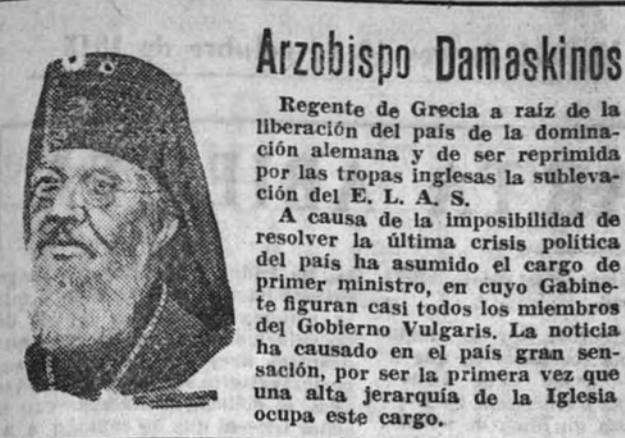 Arzobispo Damaskinos
Regente de Grecia a raíz de la
liberación del país de la domina-
ción alemana y de ser reprimida
por las tropas inglesas la subleva-
ción del E. L. A. S.
A causa de la imposibilidad de
resolver la última crisis política
del país ha asumido el cargo de
primer ministro, en cuyo Gabine-
te figuran casi todos los miembros
del Gobierno Vulgaris. La noticia
ha causado en el país gran sen-
sación, por ser la primera vez que
una alta jerarquía de la Iglesia
ocupa este cargo.